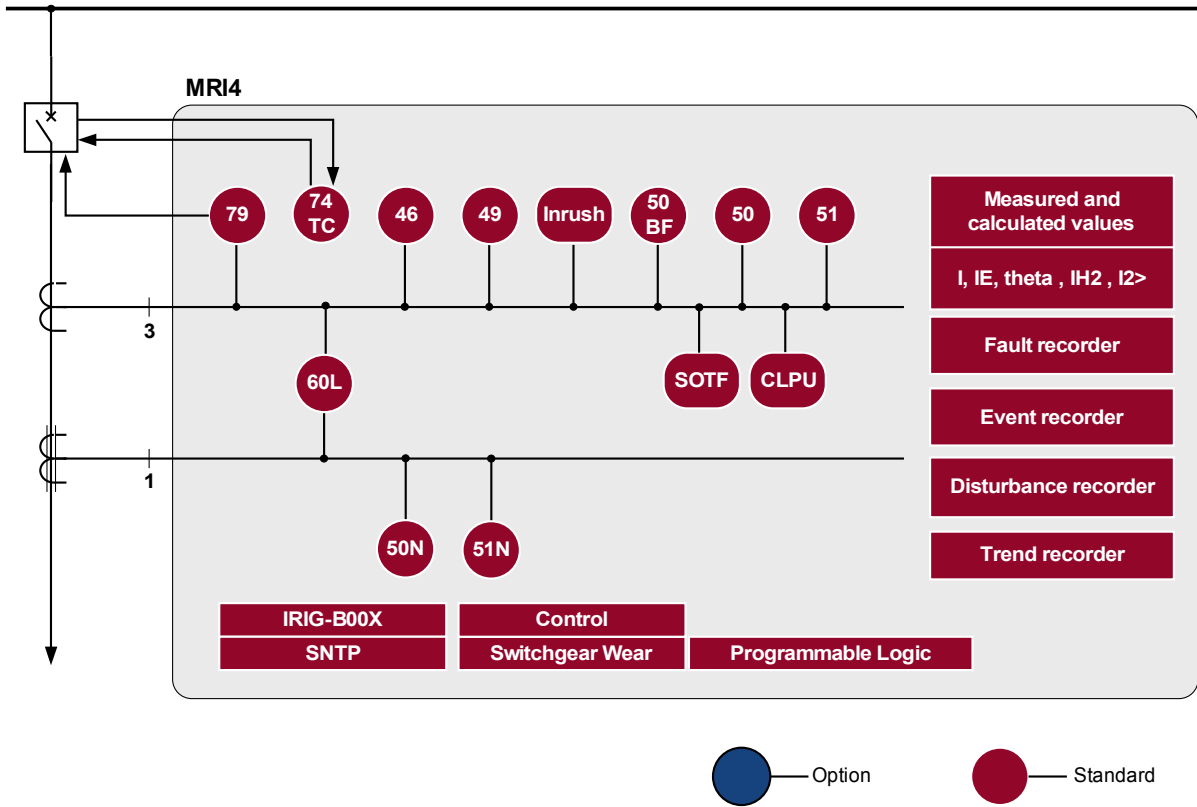 MRI4
79
74
TC
46
49
Inrush
50
BF
50
51
Measured and
calculated values
I, IE, theta , IH2 , I2>
3
60L
SOTF
CLPU
Fault recorder
Event recorder
1
Disturbance recorder
50N
51N
Trend recorder
IRIG-B00X
Control
SNTP
Switchgear Wear
Programmable Logic
Option
Standard